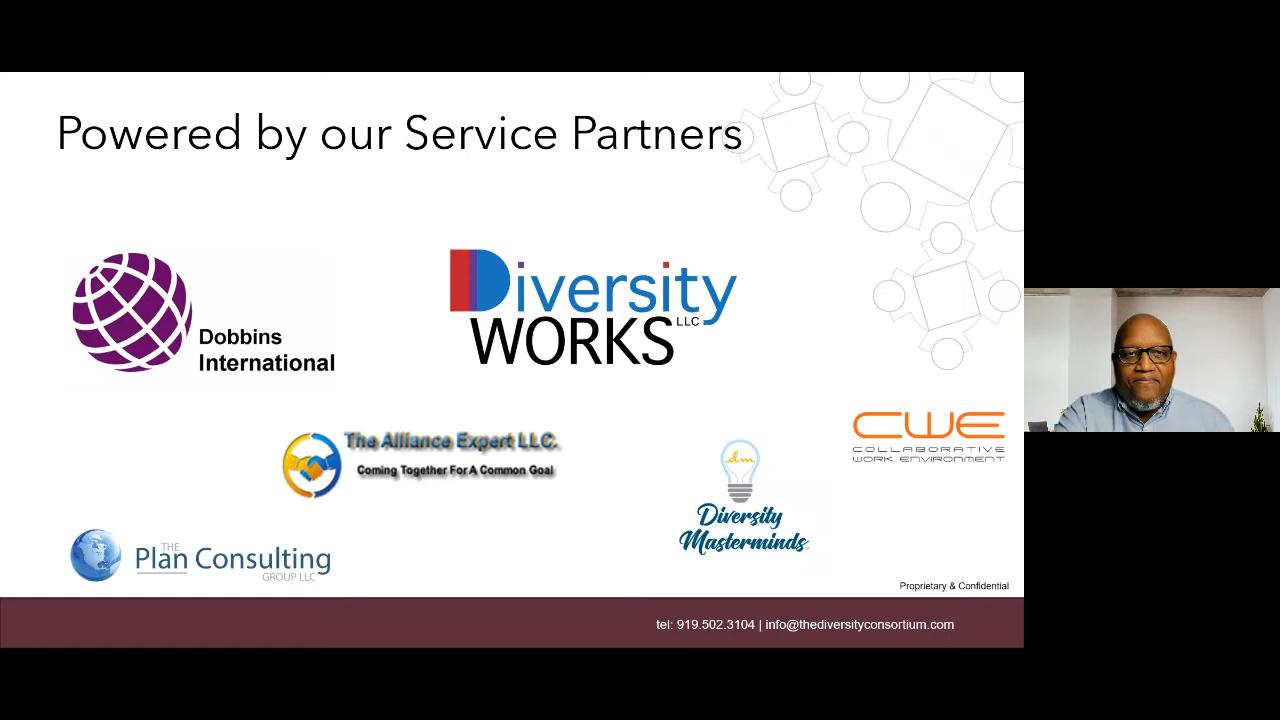 Powered by our Service Partners
Dobbins
International
Diversity
WORKS LLC
The Alliance Expert LLC.
Coming Together For A Common Goal
CWE
COLLABORATIVE
WORK ENVIRONMENT
dm
Diversity
Masterminds
THE
Plan Consulting
GROUP LLC
Proprietary & Confidential
tel: 919.502.3104 | info@thediversityconsortium.com